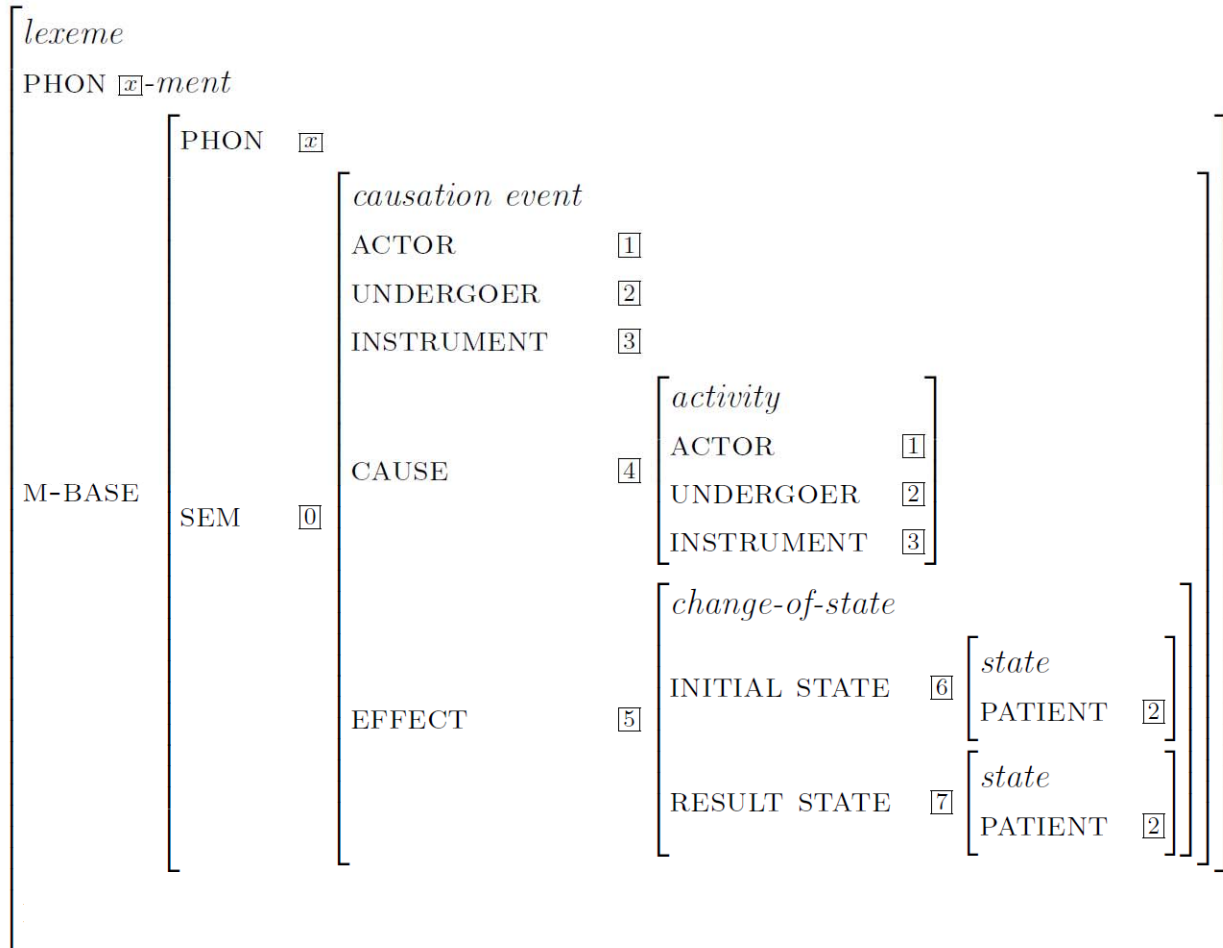 lexeme
PHON x-ment
PHON x
causation event
ACTOR 1
UNDERGOER 2
INSTRUMENT 3
activity
ACTOR 1
CAUSE 4
UNDERGOER 2
M-BASE
SEM 0
INSTRUMENT 3
change-of-state
state
INITIAL STATE 6
PATIENT 2
EFFECT 5
state
RESULT STATE 7
PATIENT 2